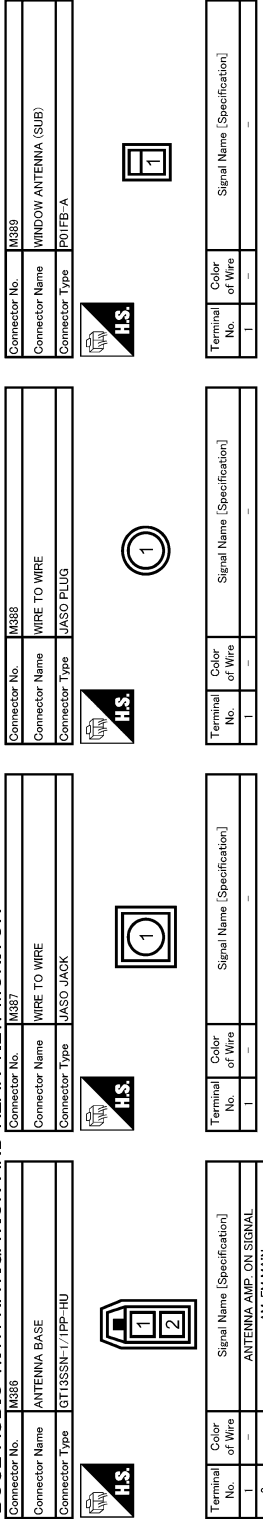 Connector No. M386
Connector Name ANTENNA BASE
Connector Type GT13SSN-1/1PP-HU
H.S.
1
2
Terminal No. Color of Wire Signal Name [Specification]
1 - ANTENNA AMP. ON SIGNAL
Connector No. M387
Connector Name WIRE TO WIRE
Connector Type JASO JACK
H.S.
1
Terminal No. Color of Wire Signal Name [Specification]
1 - -
Connector No. M388
Connector Name WIRE TO WIRE
Connector Type JASO PLUG
H.S.
1
Terminal No. Color of Wire Signal Name [Specification]
1 - -
Connector No. M389
Connector Name WINDOW ANTENNA (SUB)
Connector Type P01FB-A
H.S.
1
Terminal No. Color of Wire Signal Name [Specification]
1 - -